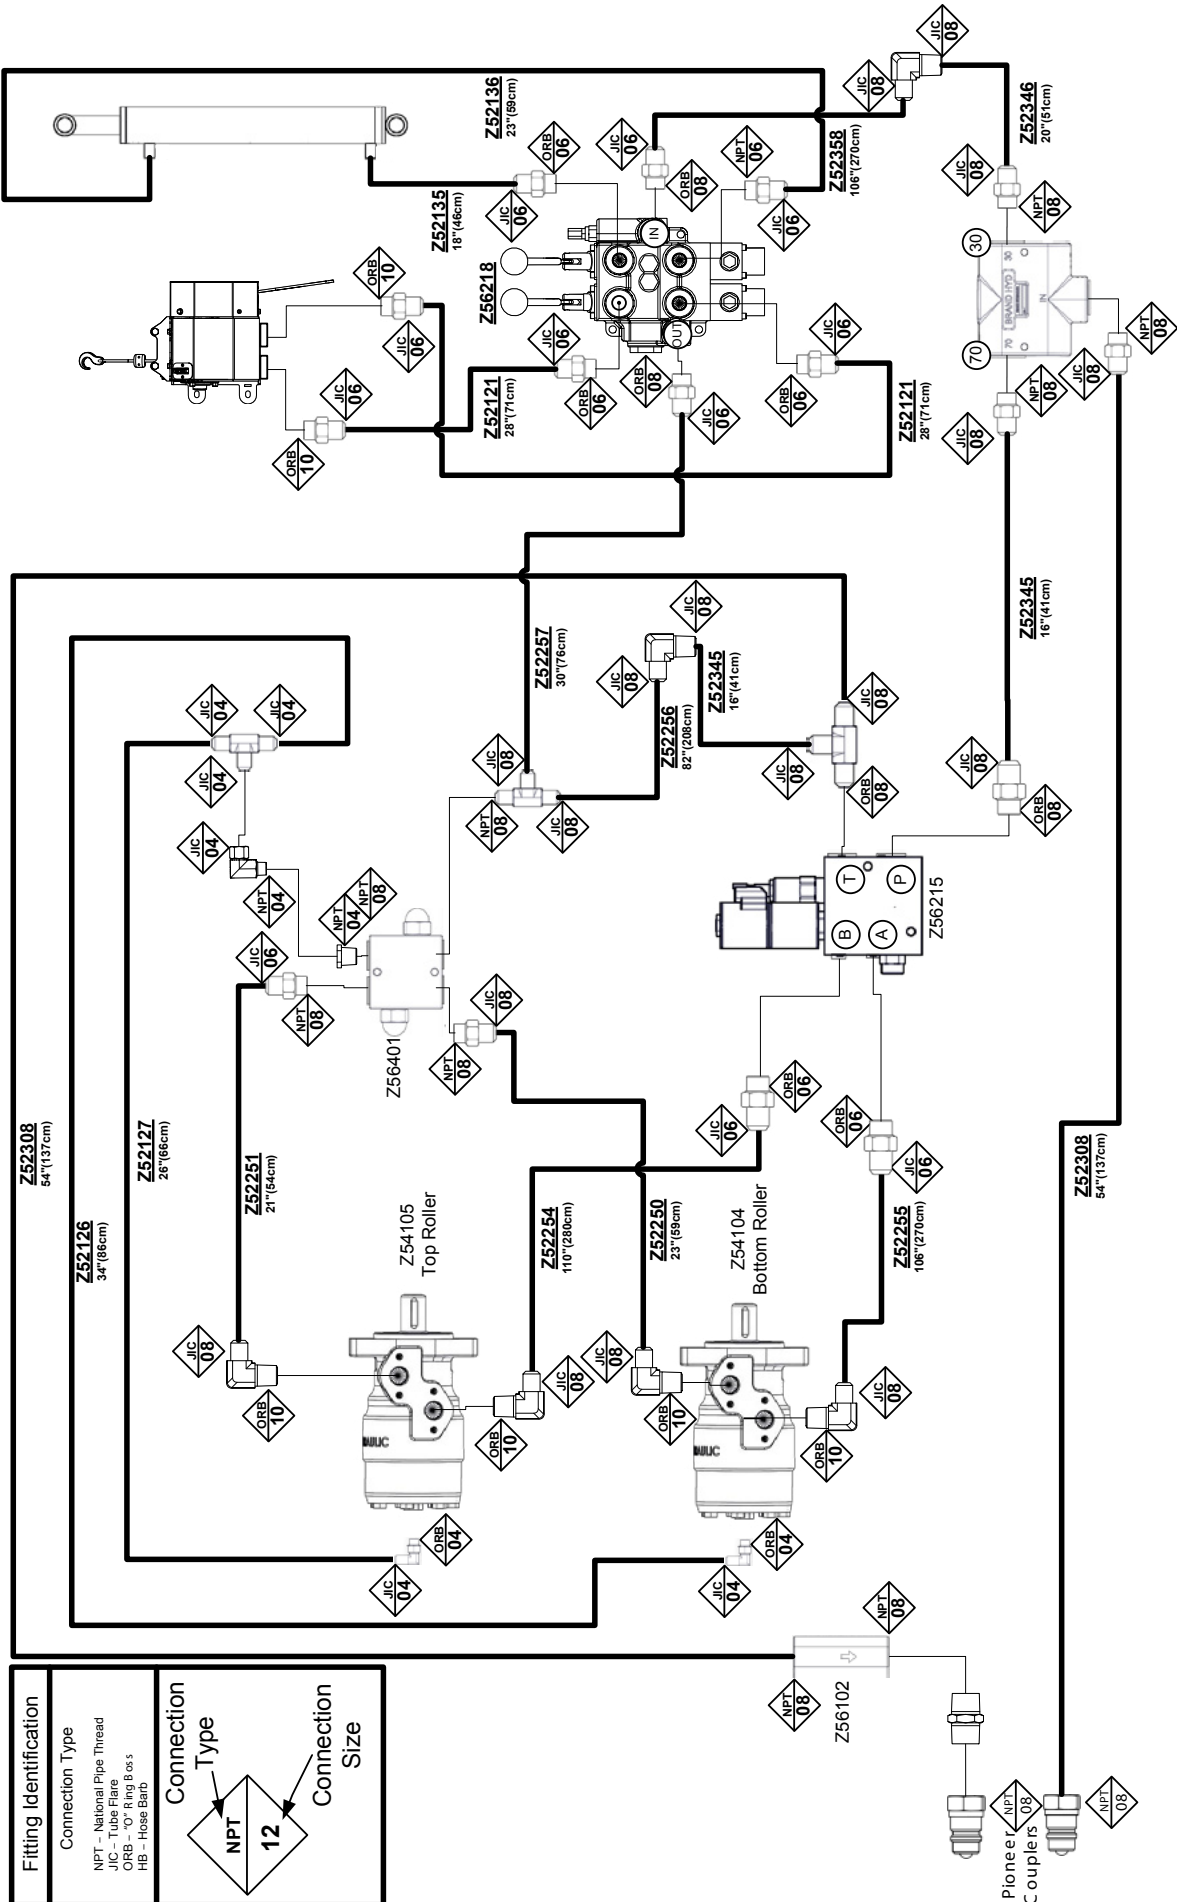 JIC
08
JIC
08
Z52346
20"(51cm)
Z52136
23"(59cm)
ORB
06
JIC
06
NPT
06
Z52358
106"(270cm)
JIC
08
ORB
08
NPT
08
Z52135
18"(46cm)
JIC
06
JIC
06
IN
30
30
BRAND HYD
IN
70
70
ORB
10
Z56218
OUT
JIC
06
JIC
06
JIC
06
NPT
08
JIC
06
ORB
08
JIC
08
NPT
08
ORB
10
Z52121
28"(71cm)
ORB
06
JIC
06
ORB
06
Z52121
28"(71cm)
JIC
08
Z52345
16"(41cm)
JIC
08
Z52257
30"(76cm)
JIC
08
Z52345
16"(41cm)
JIC
04
JIC
04
JIC
04
JIC
08
Z52256
82"(208cm)
JIC
08
JIC
08
ORB
08
JIC
08
ORB
08
NPT
08
JIC
08
JIC
04
NPT
04
NPT
04
NPT
08
T
P
B
A
Z56215
JIC
06
NPT
08
JIC
08
NPT
08
Z56401
JIC
06
ORB
06
ORB
06
JIC
06
Z52308
54"(137cm)
Z52127
26"(66cm)
Z52251
21"(54cm)
Z52126
34"(86cm)
Z54105
Top Roller
Z52254
110"(280cm)
Z52250
23"(59cm)
Z54104
Bottom Roller
Z52255
106"(270cm)
Z52308
54"(137cm)
JIC
08
ORB
10
JIC
08
ORB
10
JIC
08
ORB
10
JIC
08
ORB
10
AULIC
AULIC
ORB
04
JIC
04
ORB
04
JIC
04
NPT
08
NPT
08
Z56102
NPT
08
NPT
08
Pioneer
Couplers
Fitting Identification
Connection Type
NPT – National Pipe Thread
JIC – Tube Flare
ORB – "O" Ring Boss
HB – Hose Barb
Connection
Type
NPT
12
Connection
Size